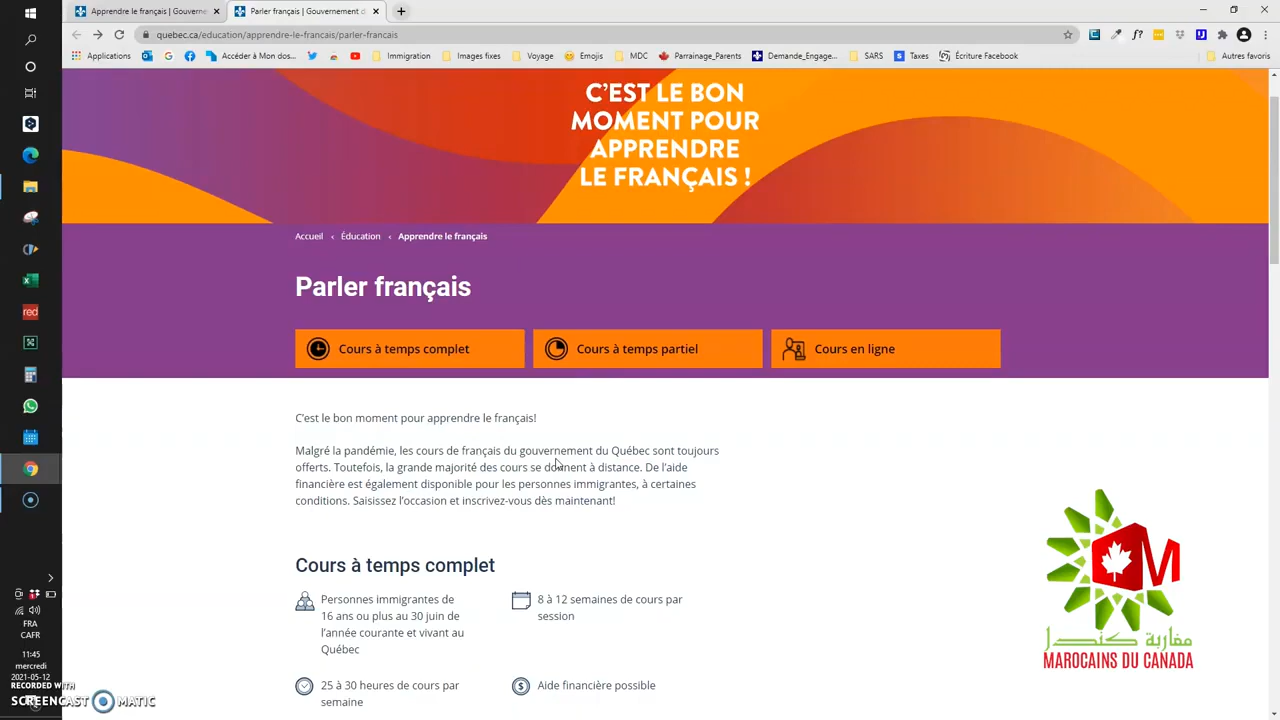 Apprendre le français | Gouverne
Parler français | Gouvernement d
quebec.ca/education/apprendre-le-francais/parler-francais
Applications
Accéder à Mon dos...
Immigration
Images fixes
Voyage
Emojis
MDC
Parrainage_Parents
Demande_Engage...
SARS
Taxes
Écriture Facebook
Autres favoris
C'EST LE BON
MOMENT POUR
APPRENDRE
LE FRANÇAIS !
Accueil ‹ Éducation ‹ Apprendre le français
Parler français
Cours à temps complet
Cours à temps partiel
Cours en ligne
C'est le bon moment pour apprendre le français!
Malgré la pandémie, les cours de français du gouvernement du Québec sont toujours
offerts. Toutefois, la grande majorité des cours se donnent à distance. De l'aide
financière est également disponible pour les personnes immigrantes, à certaines
conditions. Saisissez l'occasion et inscrivez-vous dès maintenant!
Cours à temps complet
Personnes immigrantes de
16 ans ou plus au 30 juin de
l'année courante et vivant au
Québec
8 à 12 semaines de cours par
session
25 à 30 heures de cours par
semaine
Aide financière possible
مغاربة كندا
MAROCAINS DU CANADA
red
FRA
CAFR
11:45
mercredi
2021-05-12
RECORDED WITH
SCREENCAST MATIC